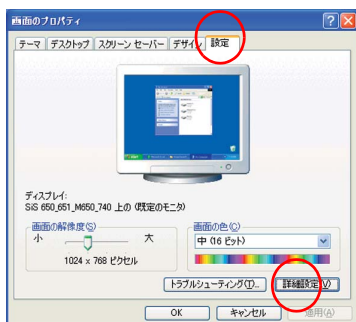 画面のプロパティ
テーマ デスクトップ スクリーン セーバー デザイン 設定
ディスプレイ:
SiS 650_651_M650_740 上の (既定のモニタ)
画面の解像度(S)
小 大
1024 x 768 ピクセル
画面の色(C)
中 (16 ビット)
トラブルシューティング(T)... 詳細設定(V)
OK キャンセル 適用(A)